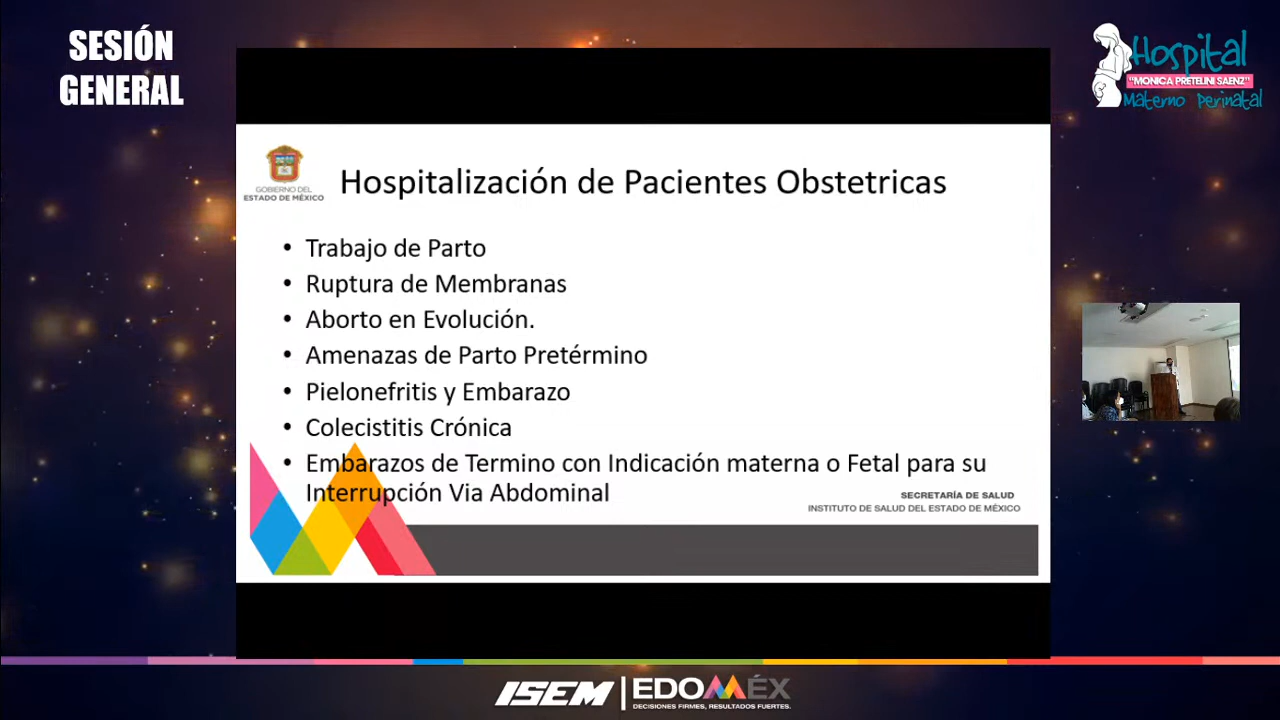 SESIÓN
GENERAL
Hospital
"MONICA PRETELINI SAENZ"
Materno Perinatal
GOBIERNO DEL
ESTADO DE MÉXICO
Hospitalización de Pacientes Obstetricas
• Trabajo de Parto
• Ruptura de Membranas
• Aborto en Evolución.
• Amenazas de Parto Pretérmino
• Pielonefritis y Embarazo
• Colecistitis Crónica
• Embarazos de Termino con Indicación materna o Fetal para su
Interrupción Via Abdominal
SECRETARÍA DE SALUD
INSTITUTO DE SALUD DEL ESTADO DE MÉXICO
ISEM | EDOMÉX
DECISIONES FIRMES, RESULTADOS FUERTES.